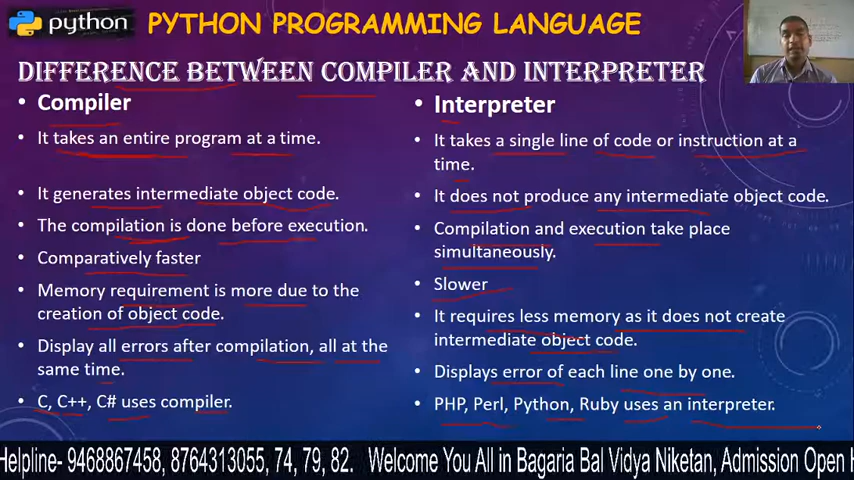 python
PYTHON PROGRAMMING LANGUAGE
DIFFERENCE BETWEEN COMPILER AND INTERPRETER
• Compiler
• It takes an entire program at a time.
• It generates intermediate object code.
• The compilation is done before execution.
• Comparatively faster
• Memory requirement is more due to the
creation of object code.
• Display all errors after compilation, all at the
same time.
• C, C++, C# uses compiler.
• Interpreter
• It takes a single line of code or instruction at a
time.
• It does not produce any intermediate object code.
• Compilation and execution take place
simultaneously.
• Slower
• It requires less memory as it does not create
intermediate object code.
• Displays error of each line one by one.
• PHP, Perl, Python, Ruby uses an interpreter.
Helpline- 9468867458, 8764313055, 74, 79, 82. Welcome You All in Bagaria Bal Vidya Niketan, Admission Open